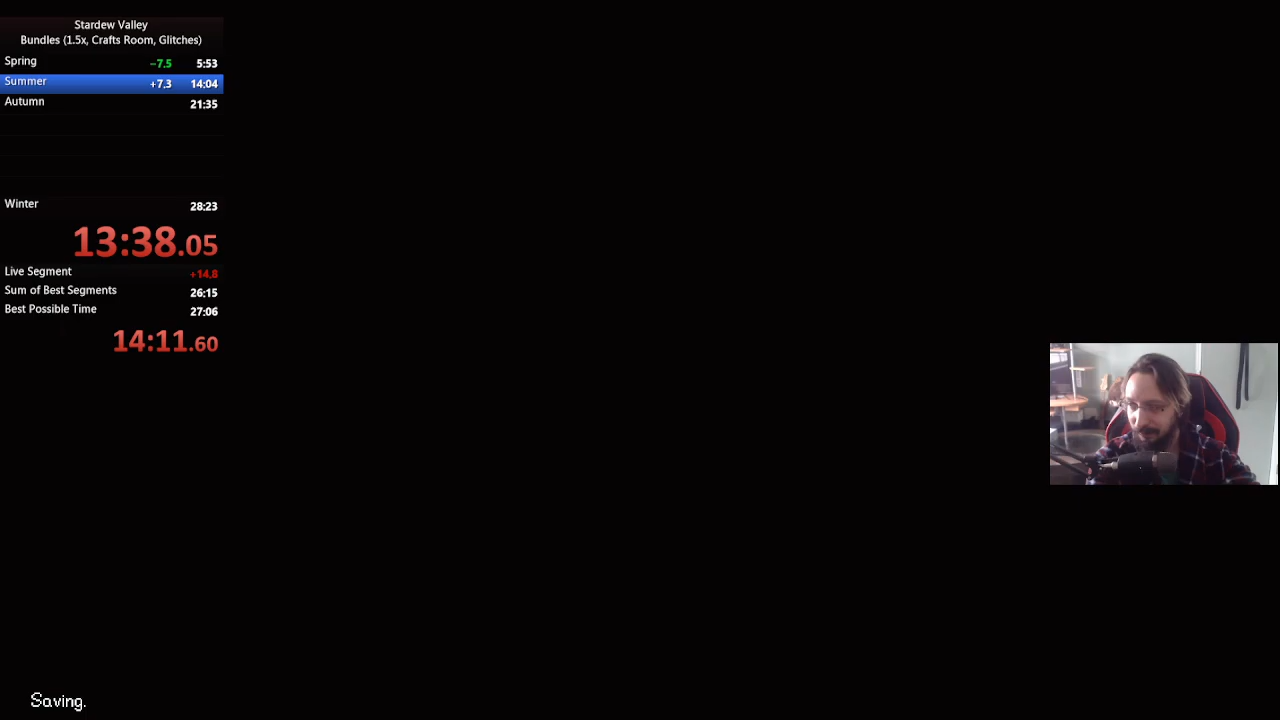 Stardew Valley
Bundles (1.5x, Crafts Room, Glitches)
Spring −7.5 5:53
Summer +7.3 14:04
Autumn 21:35
Winter 28:23
13:38.05
Live Segment +14.8
Sum of Best Segments 26:15
Best Possible Time 27:06
14:11.60
Saving.